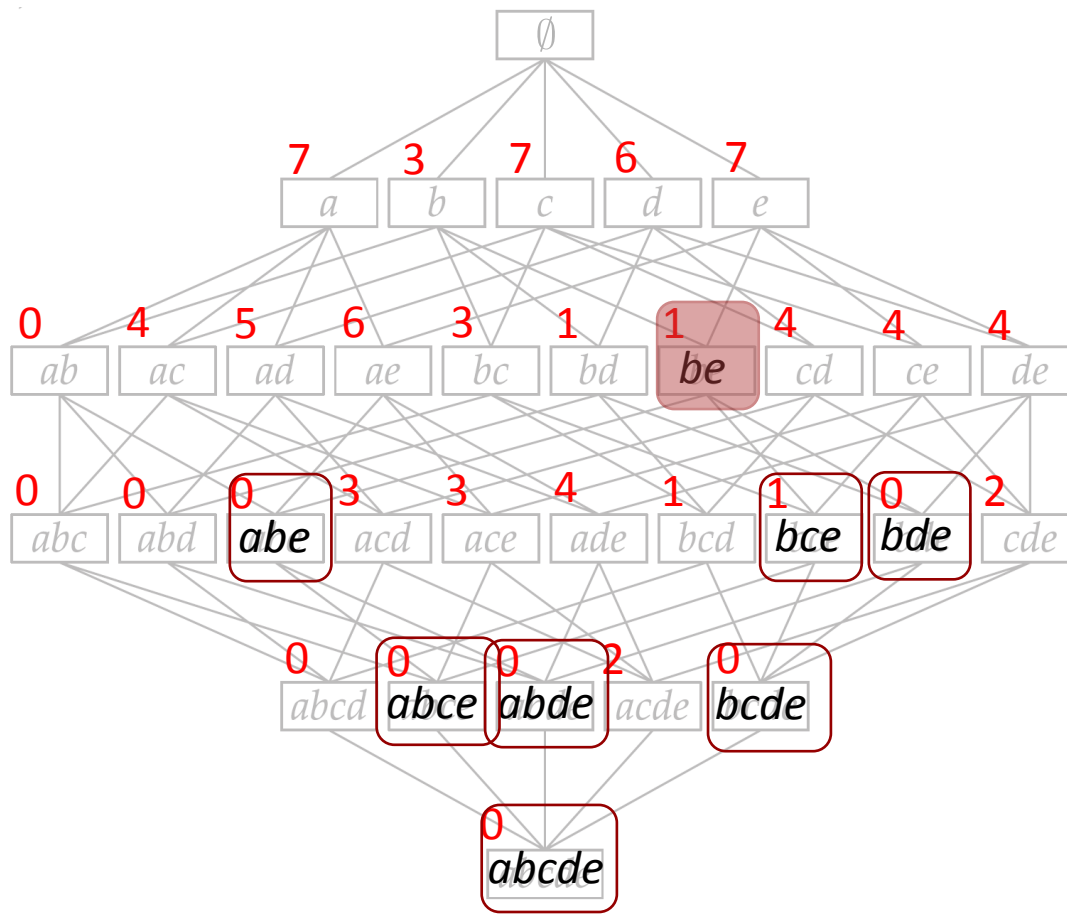 ∅
7 3 7 6 7
a b c d e
0 4 5 6 3 1 1 4 4 4
ab ac ad ae bc bd be cd ce de
0 0 0 3 3 4 1 1 0 2
abc abd abe acd ace ade bcd bce bde cde
0 0 0 2 0
abcd abce abde acde bcde
0
abcde